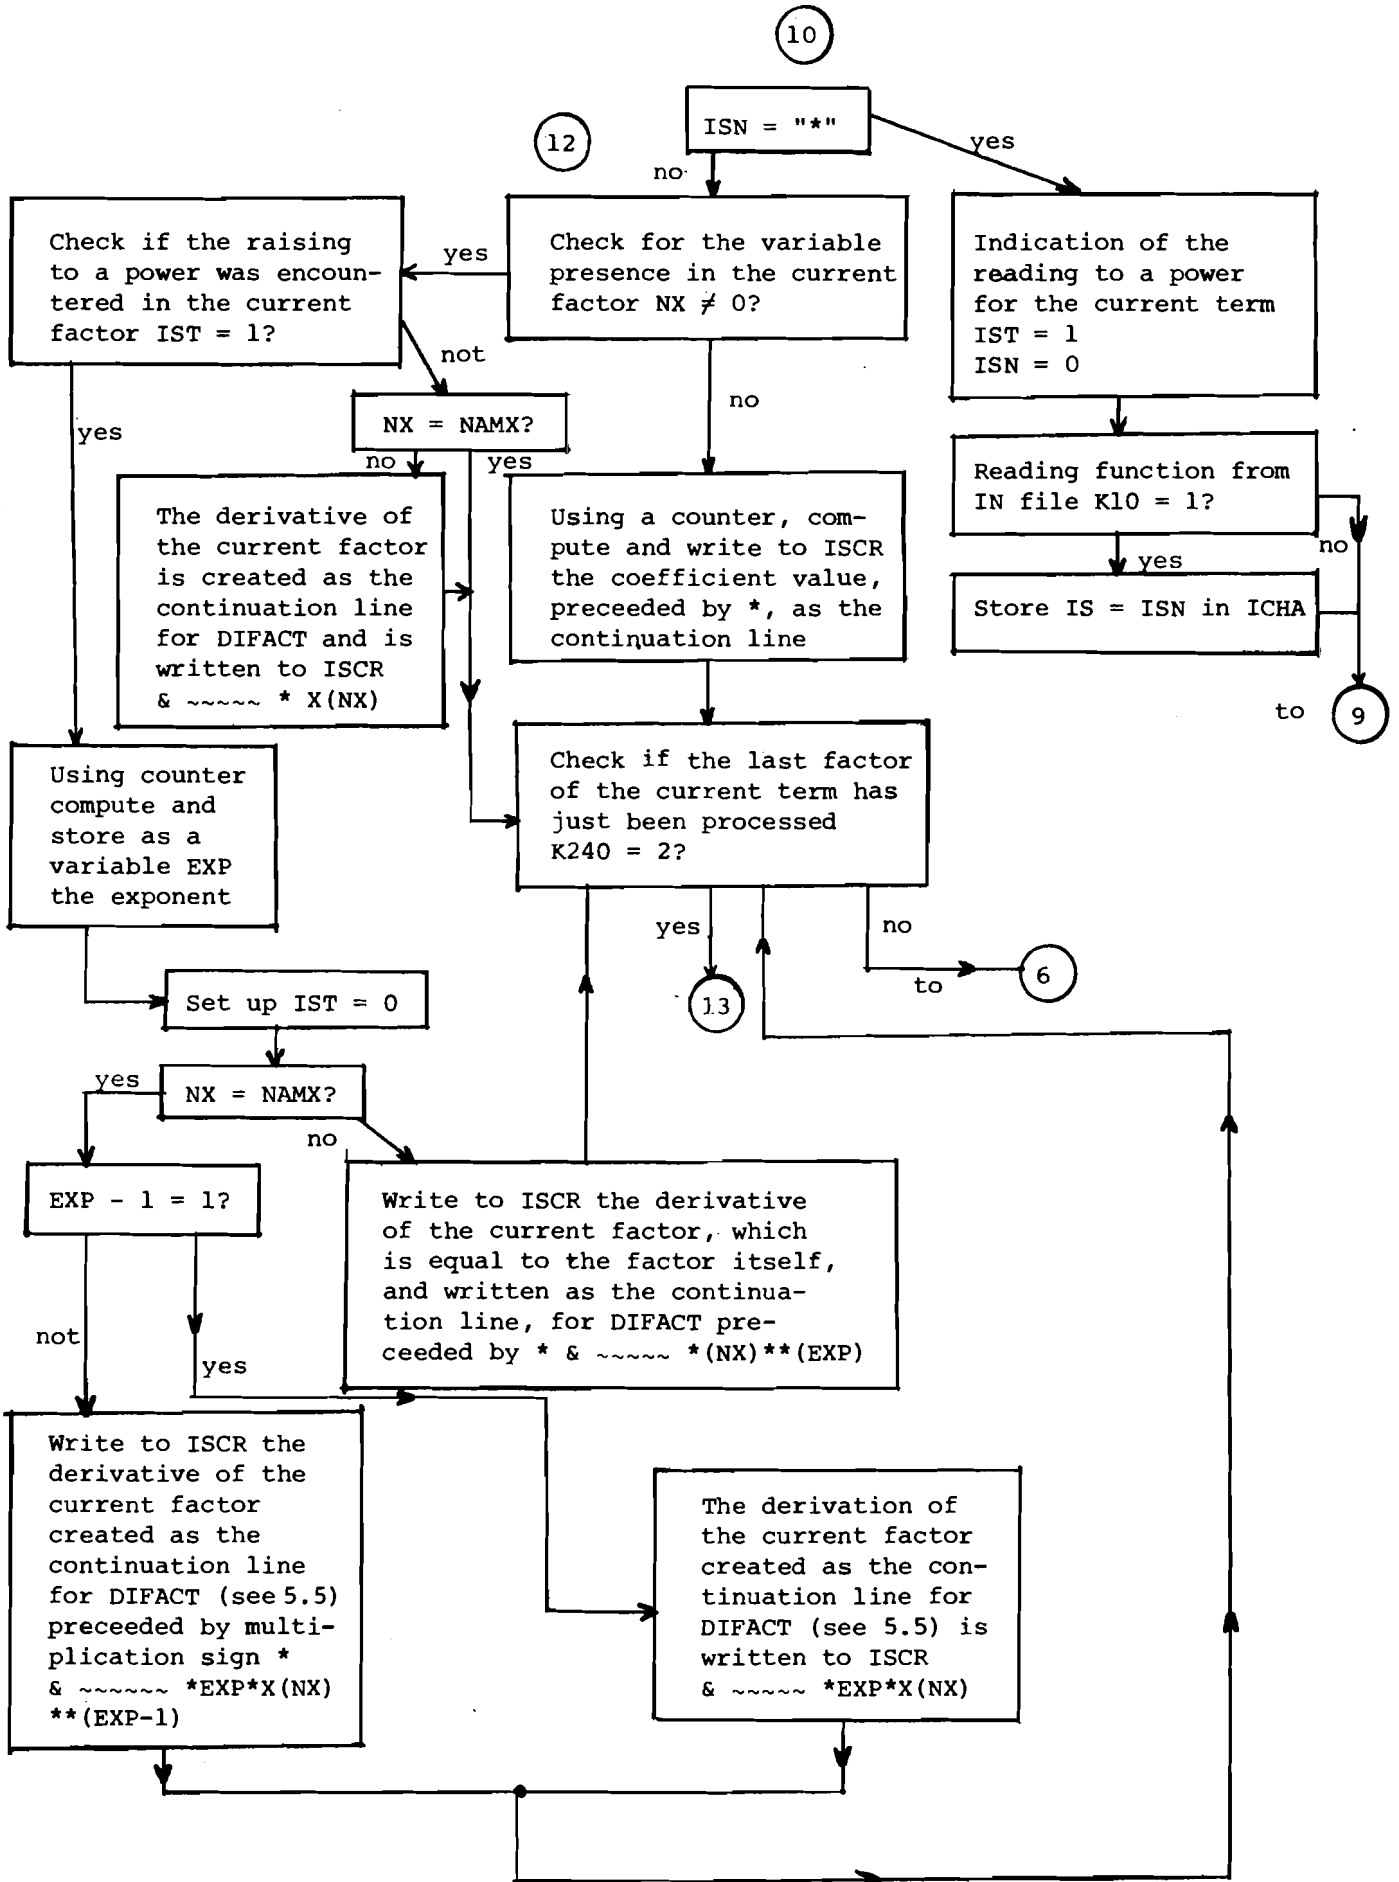 10
ISN = "*"
yes
12
no
Check if the raising
to a power was encoun-
tered in the current
factor IST = 1?
yes
Check for the variable
presence in the current
factor NX ≠ 0?
Indication of the
reading to a power
for the current term
IST = 1
ISN = 0
not
no
yes
NX = NAMX?
no
yes
Reading function from
IN file K10 = 1?
no
yes
Store IS = ISN in ICHA
to
9
The derivative of
the current factor
is created as the
continuation line
for DIFACT and is
written to ISCR
& ~~~~~ * X(NX)
Using a counter, com-
pute and write to ISCR
the coefficient value,
preceeded by *, as the
continuation line
Check if the last factor
of the current term has
just been processed
K240 = 2?
Using counter
compute and
store as a
variable EXP
the exponent
yes
13
no
to
6
Set up IST = 0
yes
NX = NAMX?
no
EXP - 1 = 1?
Write to ISCR the derivative
of the current factor, which
is equal to the factor itself,
and written as the continua-
tion line, for DIFACT pre-
ceeded by * & ~~~~~ *(NX)**(EXP)
not
yes
Write to ISCR the
derivative of the
current factor
created as the
continuation line
for DIFACT (see 5.5)
preceeded by multi-
plication sign *
& ~~~~~~ *EXP*X(NX)
**(EXP-1)
The derivation of
the current factor
created as the con-
tinuation line for
DIFACT (see 5.5) is
written to ISCR
& ~~~~~ *EXP*X(NX)